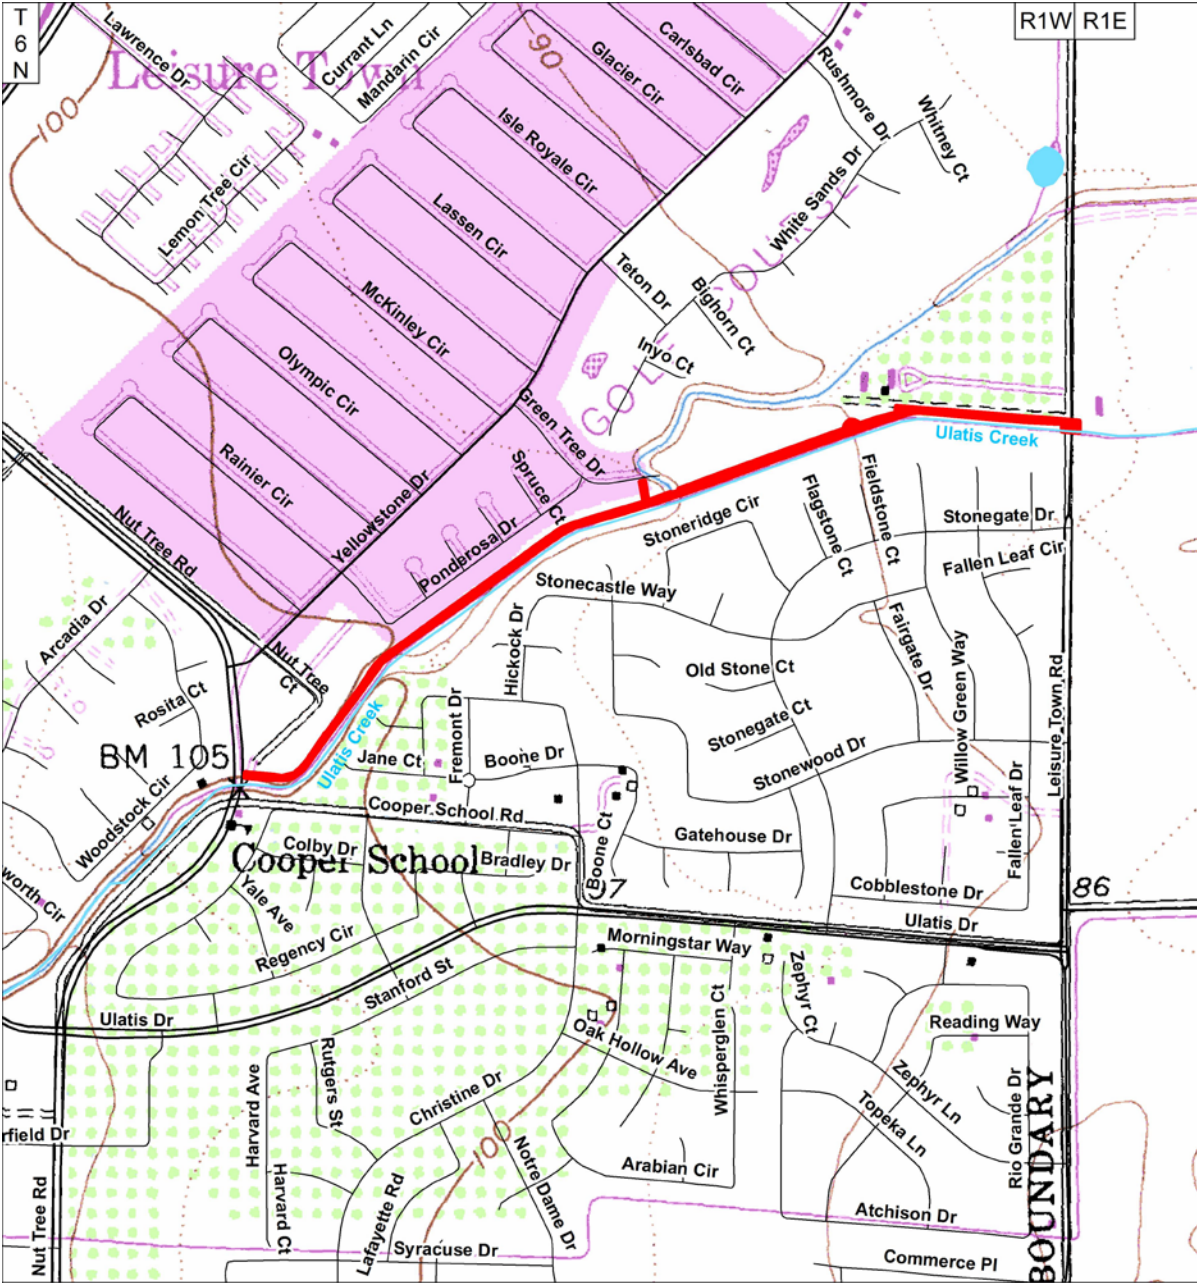 T
6
N
R1W
R1E
Lawrence Dr
Leisure Town
Currant Ln
Mandarin Cir
90
Carlsbad Cir
Glacier Cir
Rushmore Dr
Whitney Ct
100
Isle Royale Cir
White Sands Dr
Lemon Tree Cir
Lassen Cir
GOLF COURSE
Teton Dr
Bighorn Ct
McKinley Cir
Inyo Ct
Olympic Cir
Green Tree Dr
Ulatis Creek
Rainier Cir
Spruce Ct
Yellowstone Dr
Fieldstone Ct
Flagstone Ct
Stoneridge Cir
Stonegate Dr
Nut Tree Rd
Ponderosa Dr
Fallen Leaf Cir
Stonecastle Way
Arcadia Dr
Hickock Dr
Fairgate Dr
Nut Tree
Ct
Old Stone Ct
Willow Green Way
Leisure Town Rd
Rosita Ct
Ulatis Creek
Fremont Dr
Stonegate Ct
BM 105
Jane Ct
Boone Dr
Stonewood Dr
Woodstock Cir
Cooper School Rd
Fallen Leaf Dr
Boone Ct
Gatehouse Dr
Colby Dr
Cooper School
Bradley Dr
worth Cir
Yale Ave
97
Cobblestone Dr
86
Ulatis Dr
Regency Cir
Morningstar Way
Zephyr Ct
Stanford St
Whisperglen Ct
Ulatis Dr
Oak Hollow Ave
Reading Way
Rutgers St
Harvard Ave
Christine Dr
Zephyr Ln
Topeka Ln
Rio Grande Dr
BOUNDARY
rfield Dr
100
Notre Dame Dr
Arabian Cir
Harvard Ct
Lafayette Rd
Nut Tree Rd
Atchison Dr
Syracuse Dr
Commerce Pl